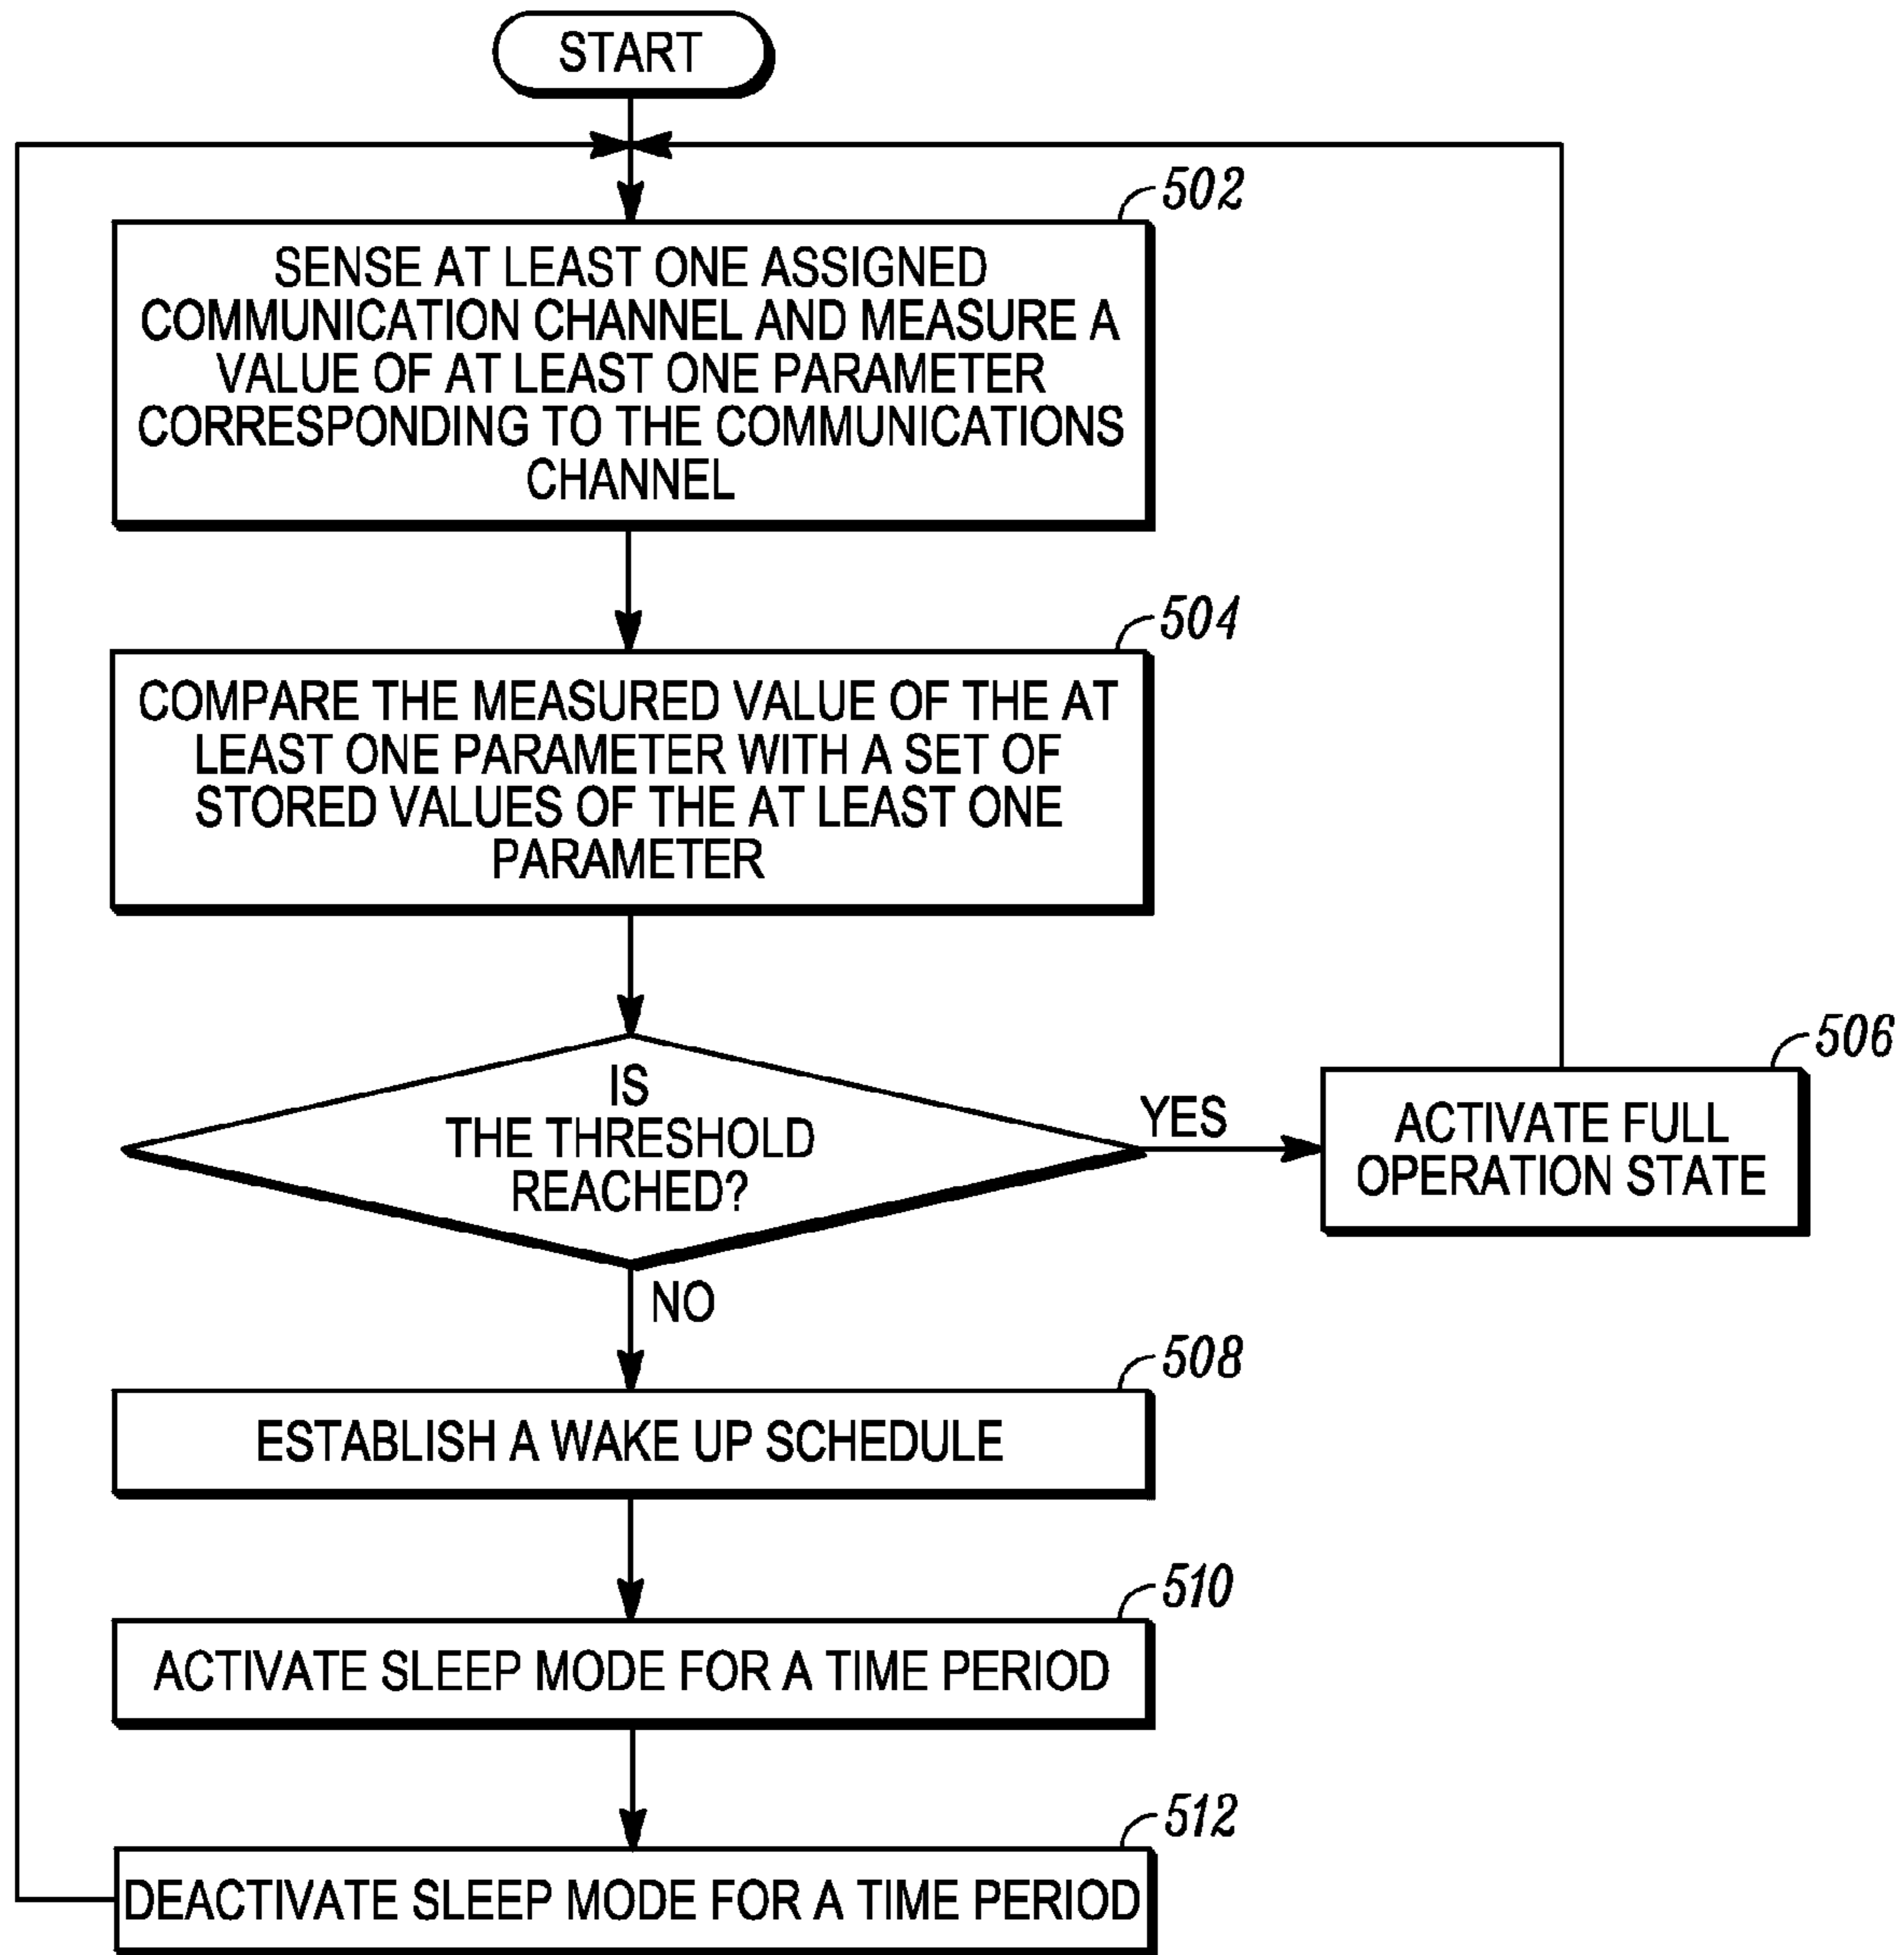 START
502
SENSE AT LEAST ONE ASSIGNED
COMMUNICATION CHANNEL AND MEASURE A
VALUE OF AT LEAST ONE PARAMETER
CORRESPONDING TO THE COMMUNICATIONS
CHANNEL
504
COMPARE THE MEASURED VALUE OF THE AT
LEAST ONE PARAMETER WITH A SET OF
STORED VALUES OF THE AT LEAST ONE
PARAMETER
IS
THE THRESHOLD
REACHED?
YES
506
ACTIVATE FULL
OPERATION STATE
NO
508
ESTABLISH A WAKE UP SCHEDULE
510
ACTIVATE SLEEP MODE FOR A TIME PERIOD
512
DEACTIVATE SLEEP MODE FOR A TIME PERIOD